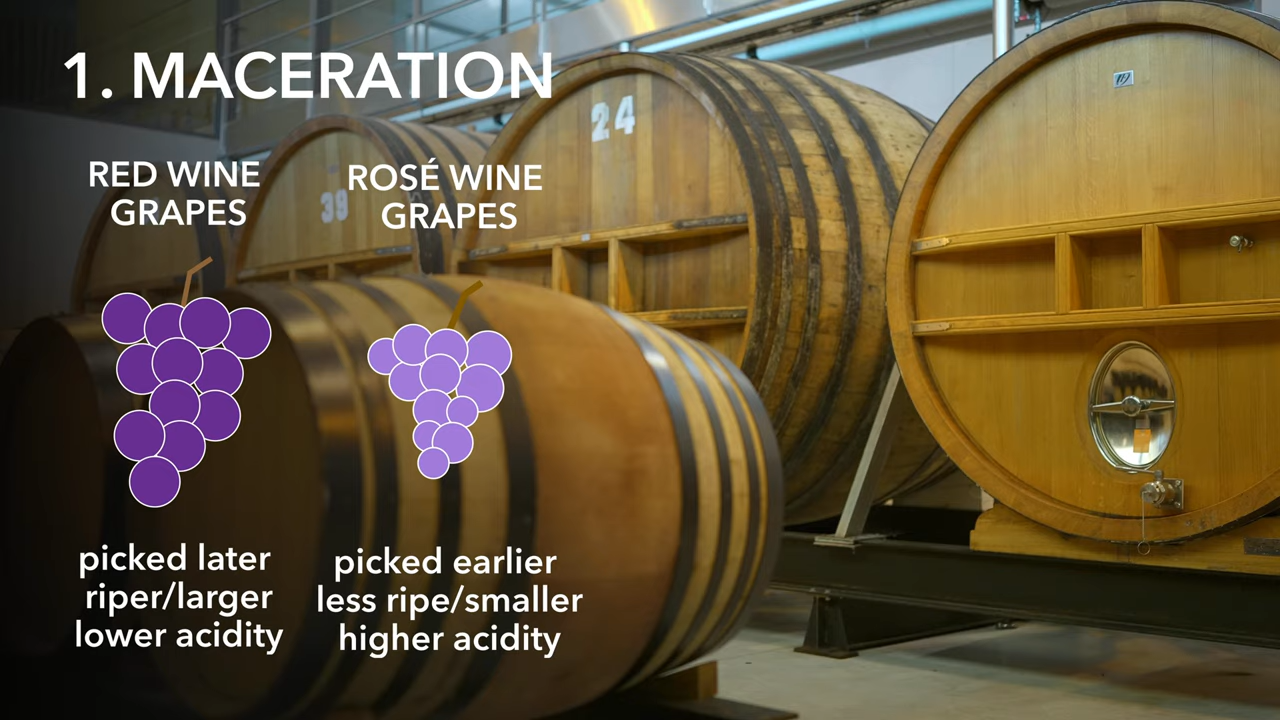 1. MACERATION
RED WINE
GRAPES
ROSÉ WINE
GRAPES
picked later
riper/larger
lower acidity
picked earlier
less ripe/smaller
higher acidity
39
24